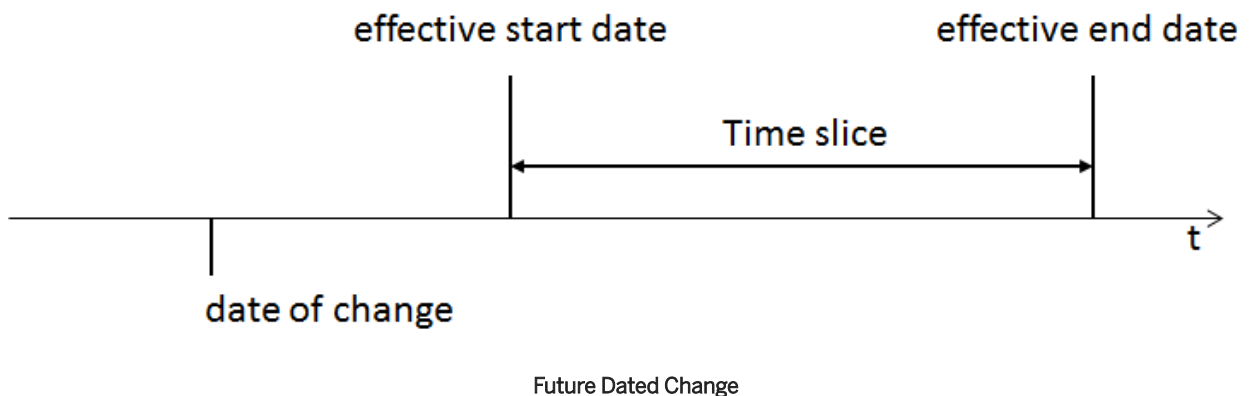 effective start date
effective end date
Time slice
t
date of change
Future Dated Change